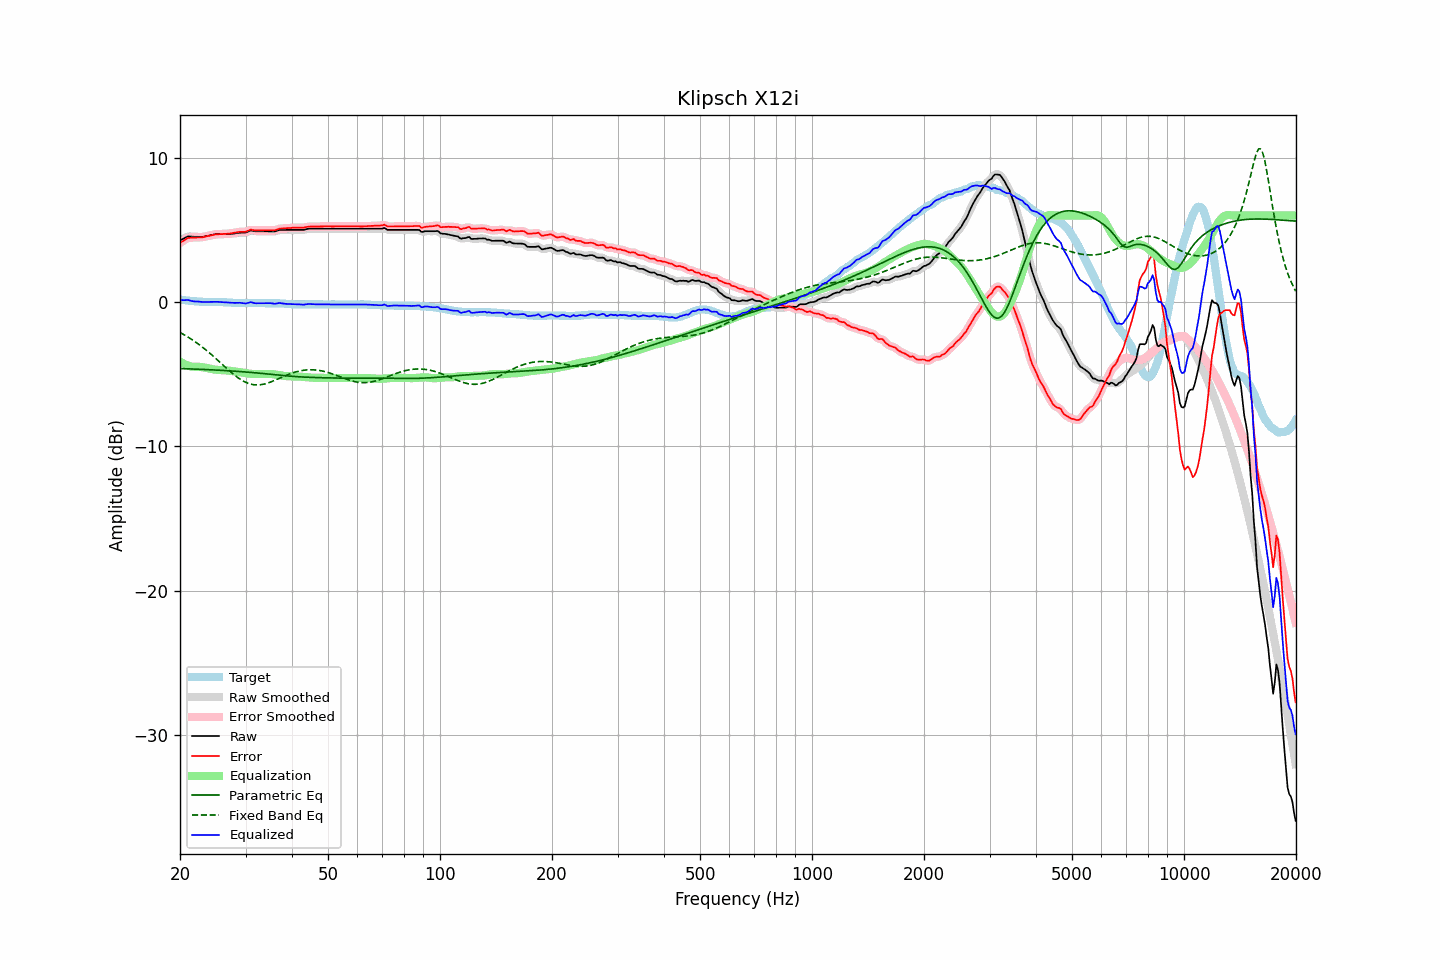 Klipsch X12i
Amplitude (dBr)
10
0
−10
−20
−30
Target
Raw Smoothed
Error Smoothed
Raw
Error
Equalization
Parametric Eq
Fixed Band Eq
Equalized
20 50 100 200 500 1000 2000 5000 10000 20000
Frequency (Hz)